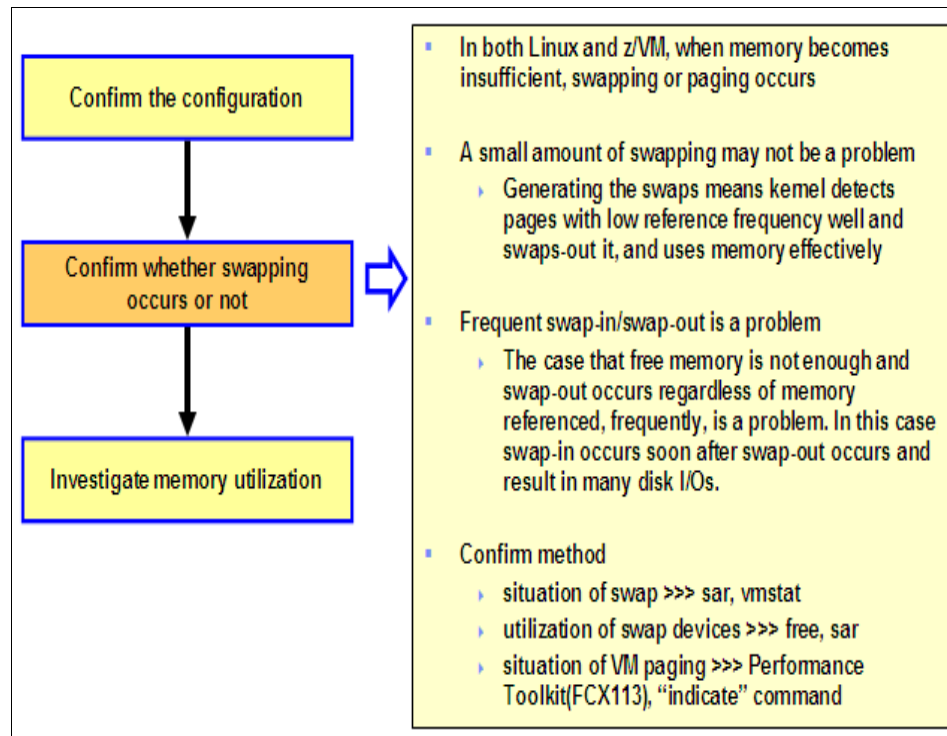 Confirm the configuration
Confirm whether swapping
occurs or not
Investigate memory utilization
In both Linux and z/VM, when memory becomes
insufficient, swapping or paging occurs
A small amount of swapping may not be a problem
Generating the swaps means kernel detects
pages with low reference frequency well and
swaps-out it, and uses memory effectively
Frequent swap-in/swap-out is a problem
The case that free memory is not enough and
swap-out occurs regardless of memory
referenced, frequently, is a problem. In this case
swap-in occurs soon after swap-out occurs and
result in many disk I/Os.
Confirm method
situation of swap >>> sar, vmstat
utilization of swap devices >>> free, sar
situation of VM paging >>> Performance
Toolkit(FCX113), “indicate” command